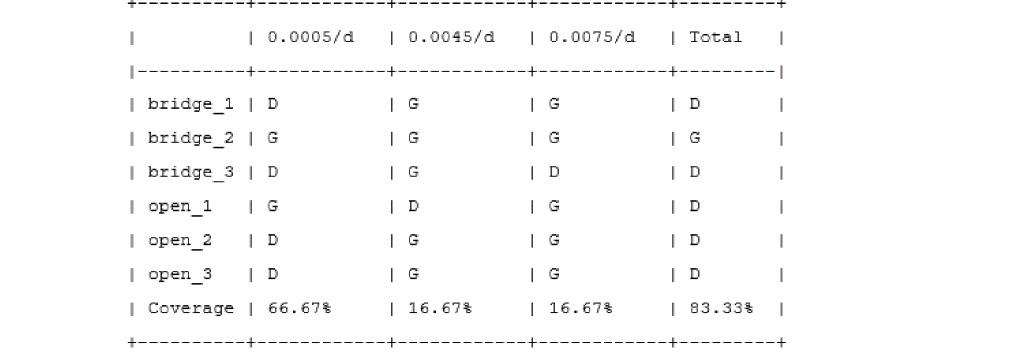 +----------+------------+------------+------------+---------+
|          | 0.0005/d   | 0.0045/d   | 0.0075/d   | Total   |
|----------+------------+------------+------------+---------|
| bridge_1 | D          | G          | G          | D       |
| bridge_2 | G          | G          | G          | G       |
| bridge_3 | D          | G          | D          | D       |
| open_1   | G          | D          | G          | D       |
| open_2   | D          | G          | G          | D       |
| open_3   | D          | G          | G          | D       |
| Coverage | 66.67%     | 16.67%     | 16.67%     | 83.33%  |
+----------+------------+------------+------------+---------+